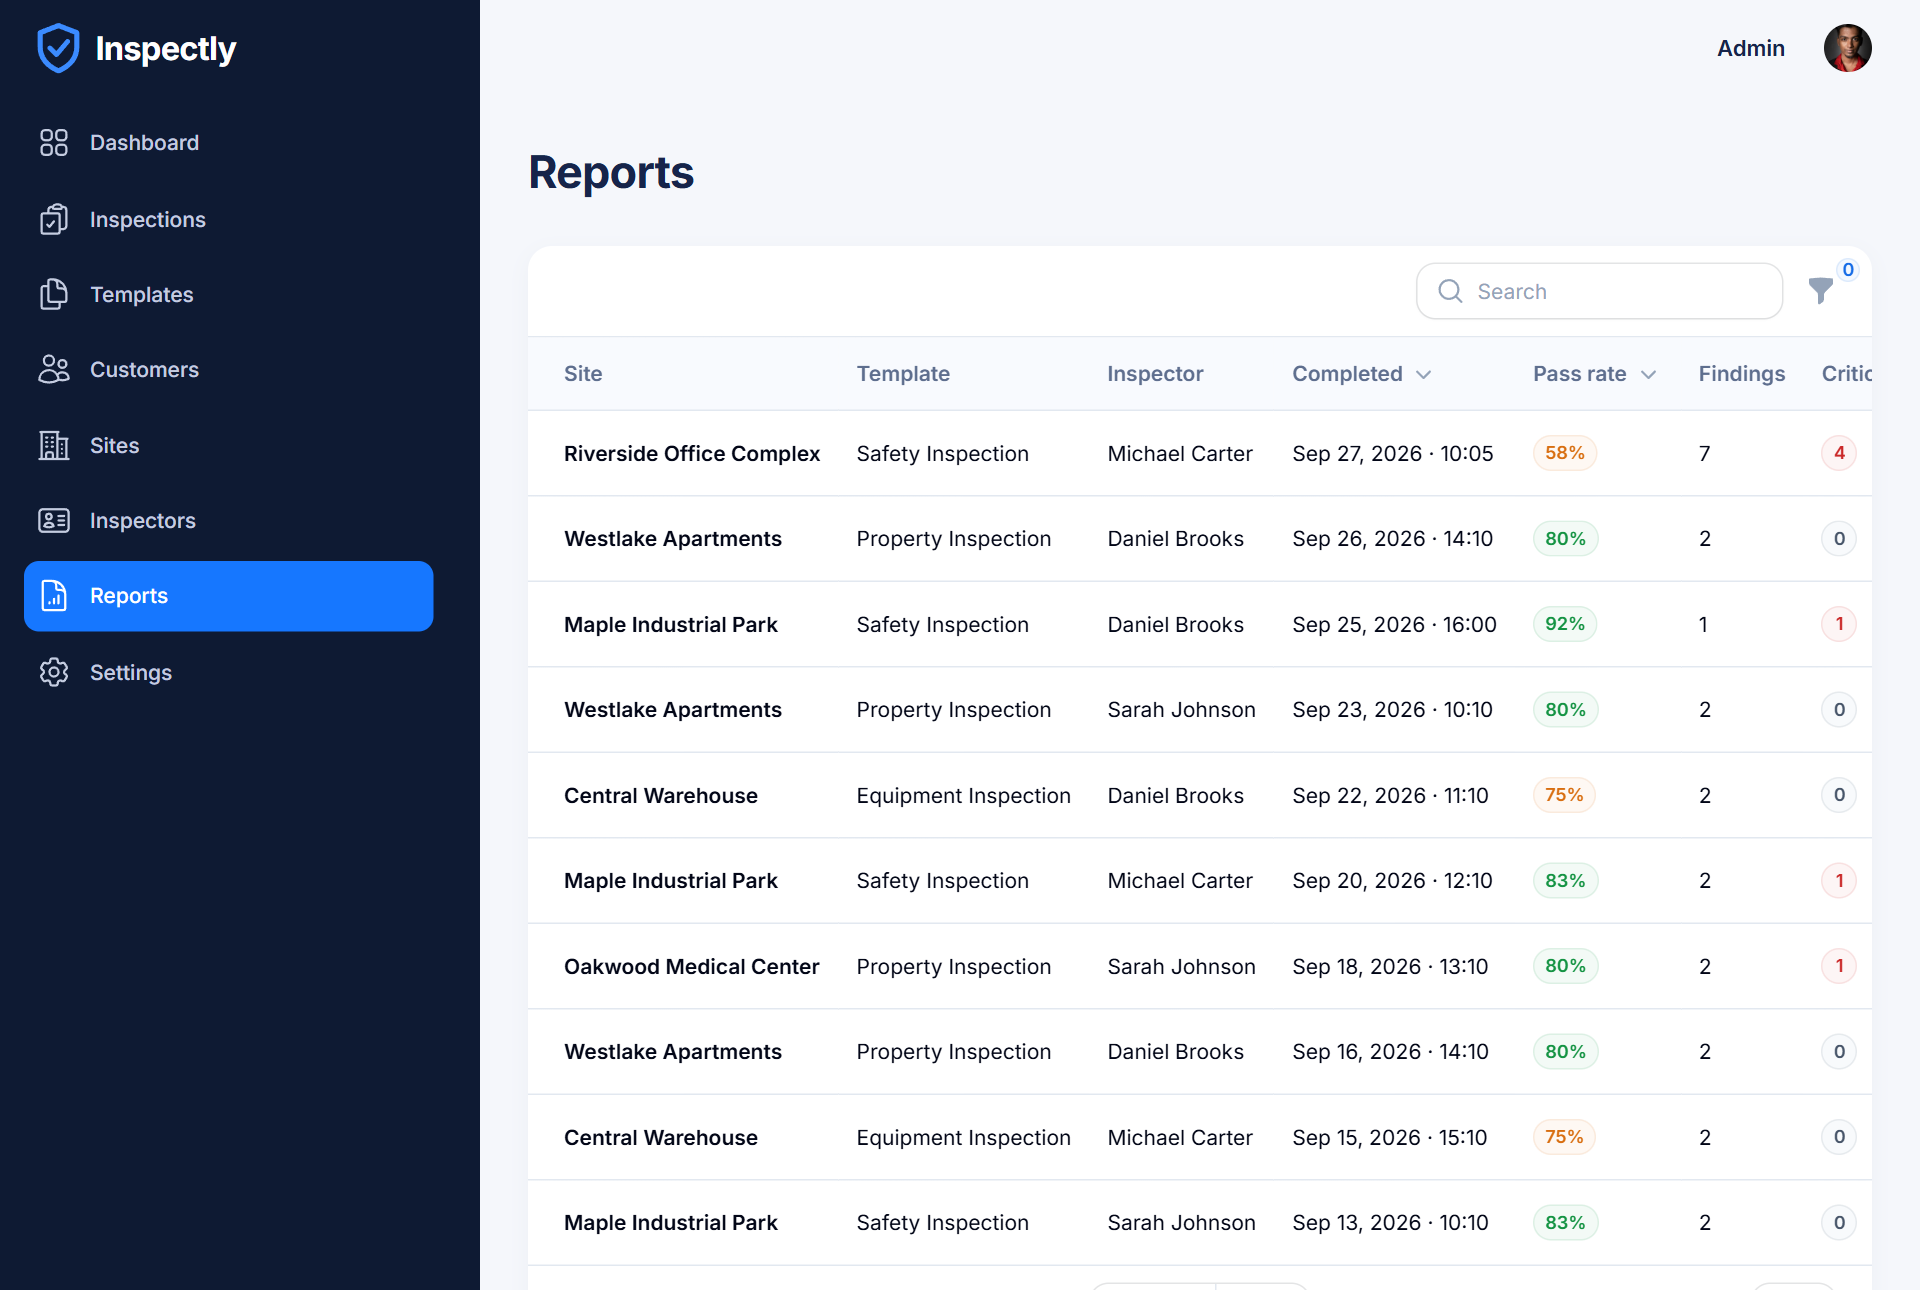 Inspectly
Admin
Dashboard
Inspections
Templates
Customers
Sites
Inspectors
Reports
Settings
Reports
Search
0
Site Template Inspector Completed Pass rate Findings Critic
Riverside Office Complex Safety Inspection Michael Carter Sep 27, 2026 · 10:05 58% 7 4
Westlake Apartments Property Inspection Daniel Brooks Sep 26, 2026 · 14:10 80% 2 0
Maple Industrial Park Safety Inspection Daniel Brooks Sep 25, 2026 · 16:00 92% 1 1
Westlake Apartments Property Inspection Sarah Johnson Sep 23, 2026 · 10:10 80% 2 0
Central Warehouse Equipment Inspection Daniel Brooks Sep 22, 2026 · 11:10 75% 2 0
Maple Industrial Park Safety Inspection Michael Carter Sep 20, 2026 · 12:10 83% 2 1
Oakwood Medical Center Property Inspection Sarah Johnson Sep 18, 2026 · 13:10 80% 2 1
Westlake Apartments Property Inspection Daniel Brooks Sep 16, 2026 · 14:10 80% 2 0
Central Warehouse Equipment Inspection Michael Carter Sep 15, 2026 · 15:10 75% 2 0
Maple Industrial Park Safety Inspection Sarah Johnson Sep 13, 2026 · 10:10 83% 2 0